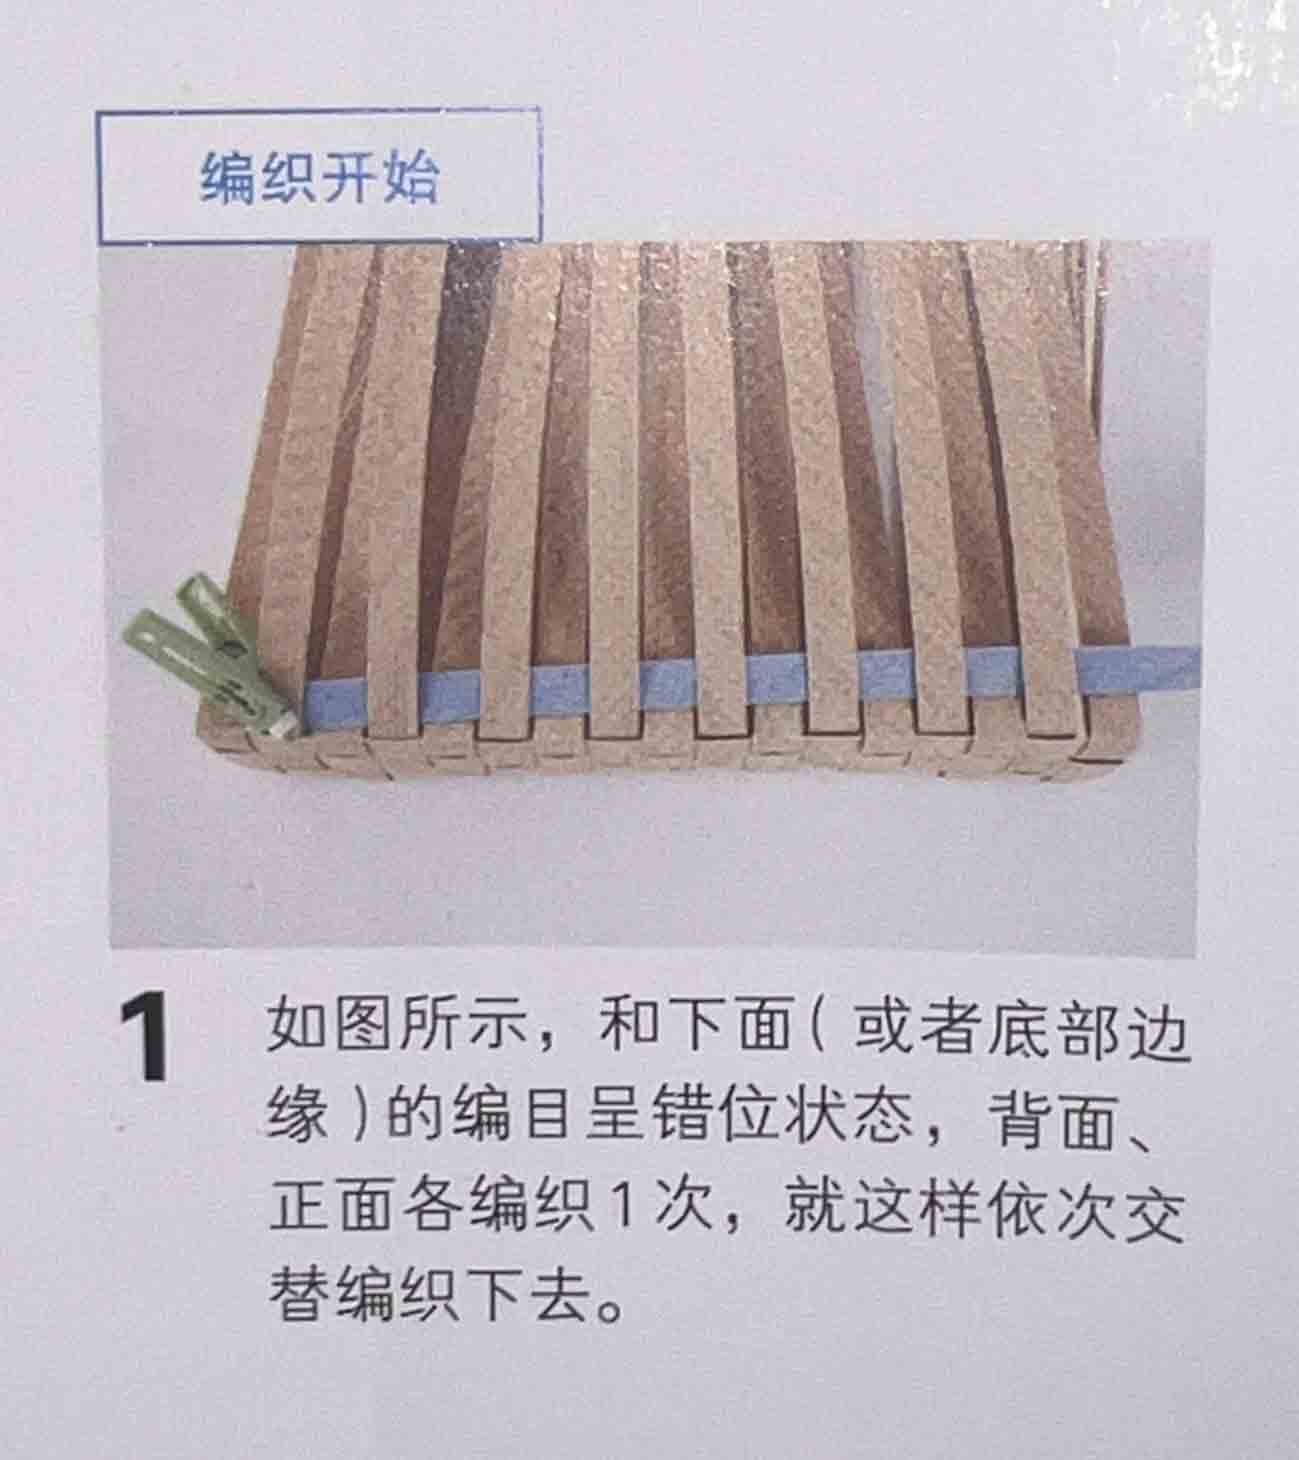 编织开始
1 如图所示，和下面（或者底部边
缘）的编目呈错位状态，背面、
正面各编织1次，就这样依次交
替编织下去。